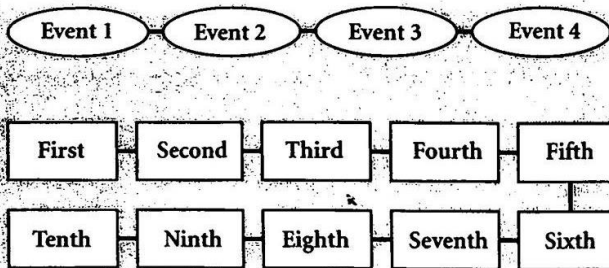 Event 1 Event 2 Event 3 Event 4
First Second Third Fourth Fifth
Tenth Ninth Eighth Seventh Sixth